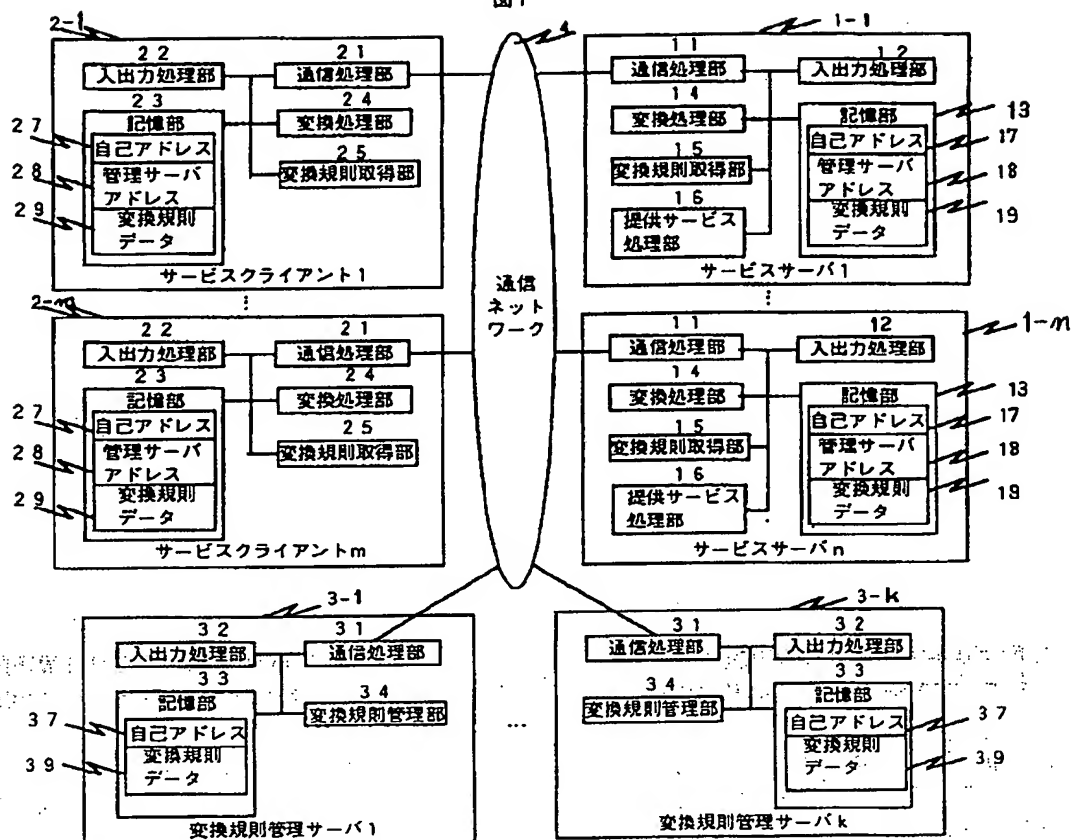 図1
2-1
22
21
入出力処理部
通信処理部
23
24
記憶部
変換処理部
27
自己アドレス
25
28
管理サーバ
アドレス
変換規則取得部
29
変換規則
データ
サービスクライアント1
4
通信
ネット
ワーク
1-1
11
12
通信処理部
入出力処理部
14
変換処理部
記憶部
13
15
自己アドレス
17
変換規則取得部
管理サーバ
アドレス
18
16
提供サービス
処理部
変換規則
データ
19
サービスサーバ1
⋮
⋮
2-m
22
21
入出力処理部
通信処理部
23
24
記憶部
変換処理部
27
自己アドレス
25
28
管理サーバ
アドレス
変換規則取得部
29
変換規則
データ
サービスクライアントm
1-n
11
12
通信処理部
入出力処理部
14
変換処理部
記憶部
13
15
自己アドレス
17
変換規則取得部
管理サーバ
アドレス
18
16
提供サービス
処理部
変換規則
データ
19
サービスサーバn
3-1
32
31
入出力処理部
通信処理部
33
34
記憶部
変換規則管理部
37
自己アドレス
39
変換規則
データ
変換規則管理サーバ1
...
3-k
31
32
通信処理部
入出力処理部
34
33
変換規則管理部
記憶部
自己アドレス
37
変換規則
データ
39
変換規則管理サーバk